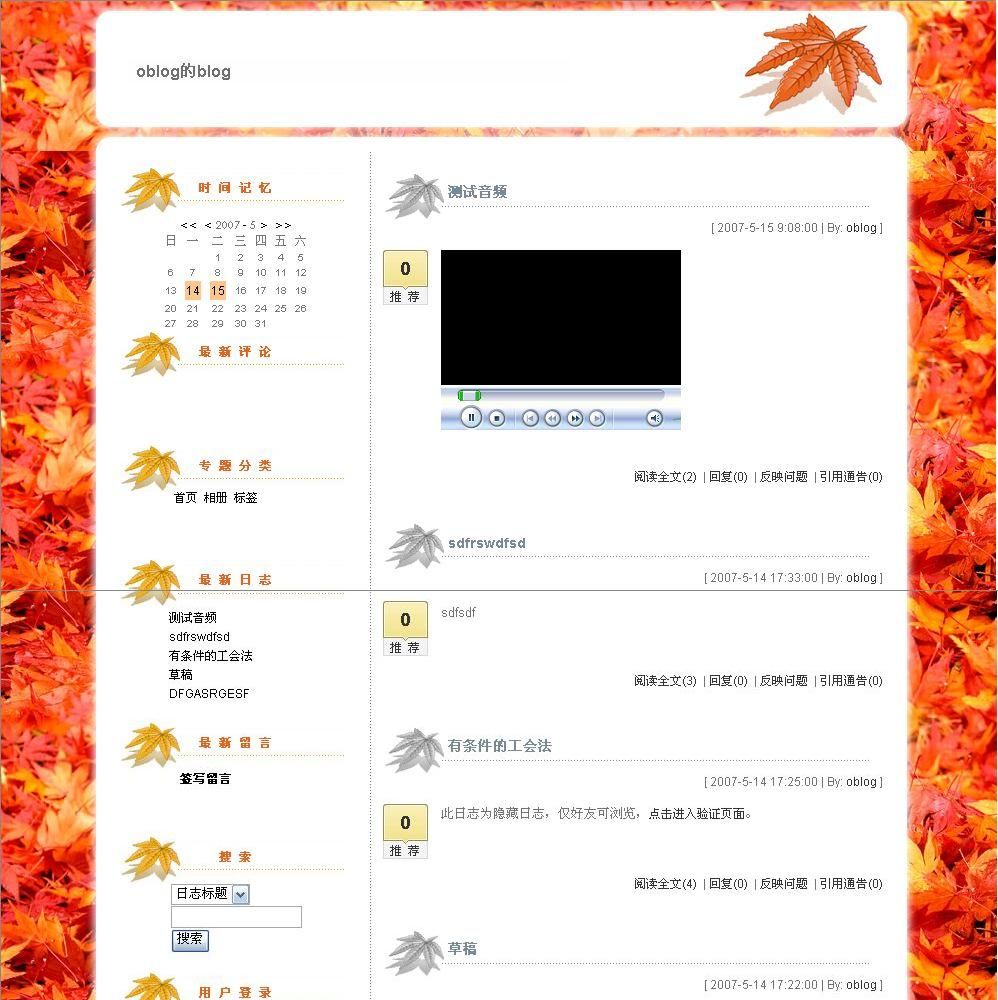 oblog的blog
时间记忆
<< < 2007 - 5 > >>
日 一 二 三 四 五 六
1 2 3 4 5
6 7 8 9 10 11 12
13 14 15 16 17 18 19
20 21 22 23 24 25 26
27 28 29 30 31
最新评论
专题分类
首页 相册 标签
最新日志
测试音频
sdfrswdfsd
有条件的工会法
草稿
DFGASRGESF
最新留言
签写留言
搜索
日志标题
搜索
用户登录
测试音频
[ 2007-5-15 9:08:00 | By: oblog ]
0
推荐
阅读全文(2) | 回复(0) | 反映问题 | 引用通告(0)
sdfrswdfsd
[ 2007-5-14 17:33:00 | By: oblog ]
0
推荐
sdfsdf
阅读全文(3) | 回复(0) | 反映问题 | 引用通告(0)
有条件的工会法
[ 2007-5-14 17:25:00 | By: oblog ]
0
推荐
此日志为隐藏日志，仅好友可浏览，点击进入验证页面。
阅读全文(4) | 回复(0) | 反映问题 | 引用通告(0)
草稿
[ 2007-5-14 17:22:00 | By: oblog ]